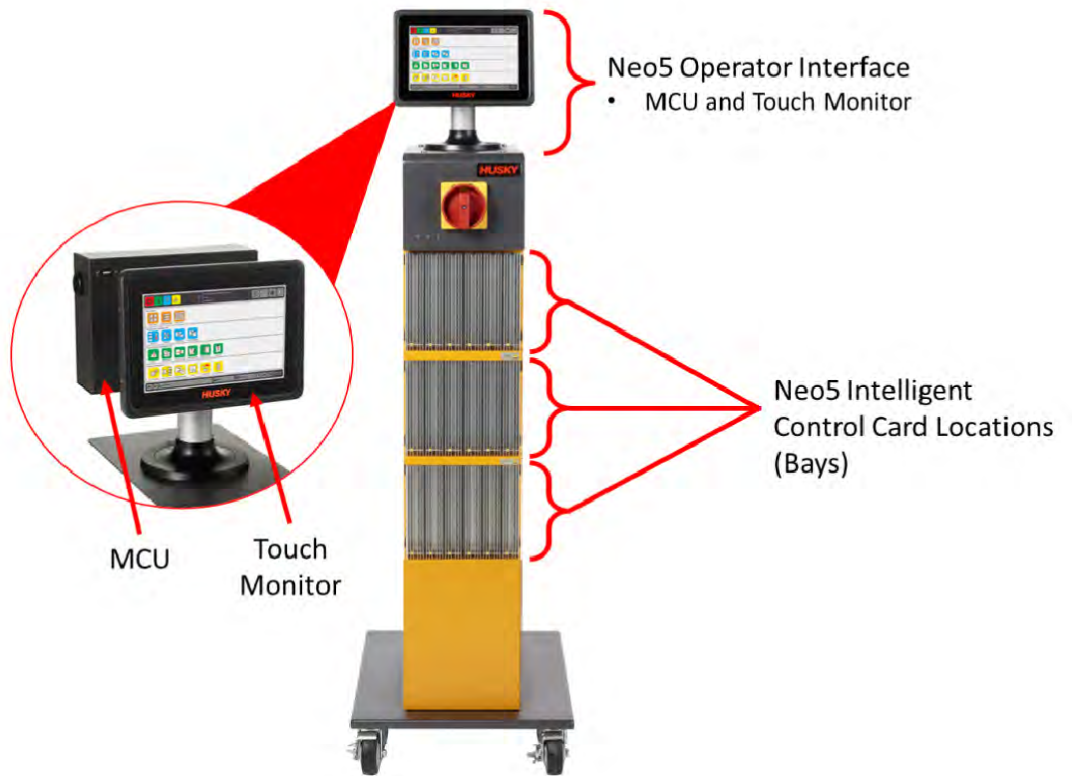 HUSKY
Neo5 Operator Interface
• MCU and Touch Monitor
HUSKY
HUSKY
Neo5 Intelligent
Control Card Locations
(Bays)
MCU
Touch
Monitor